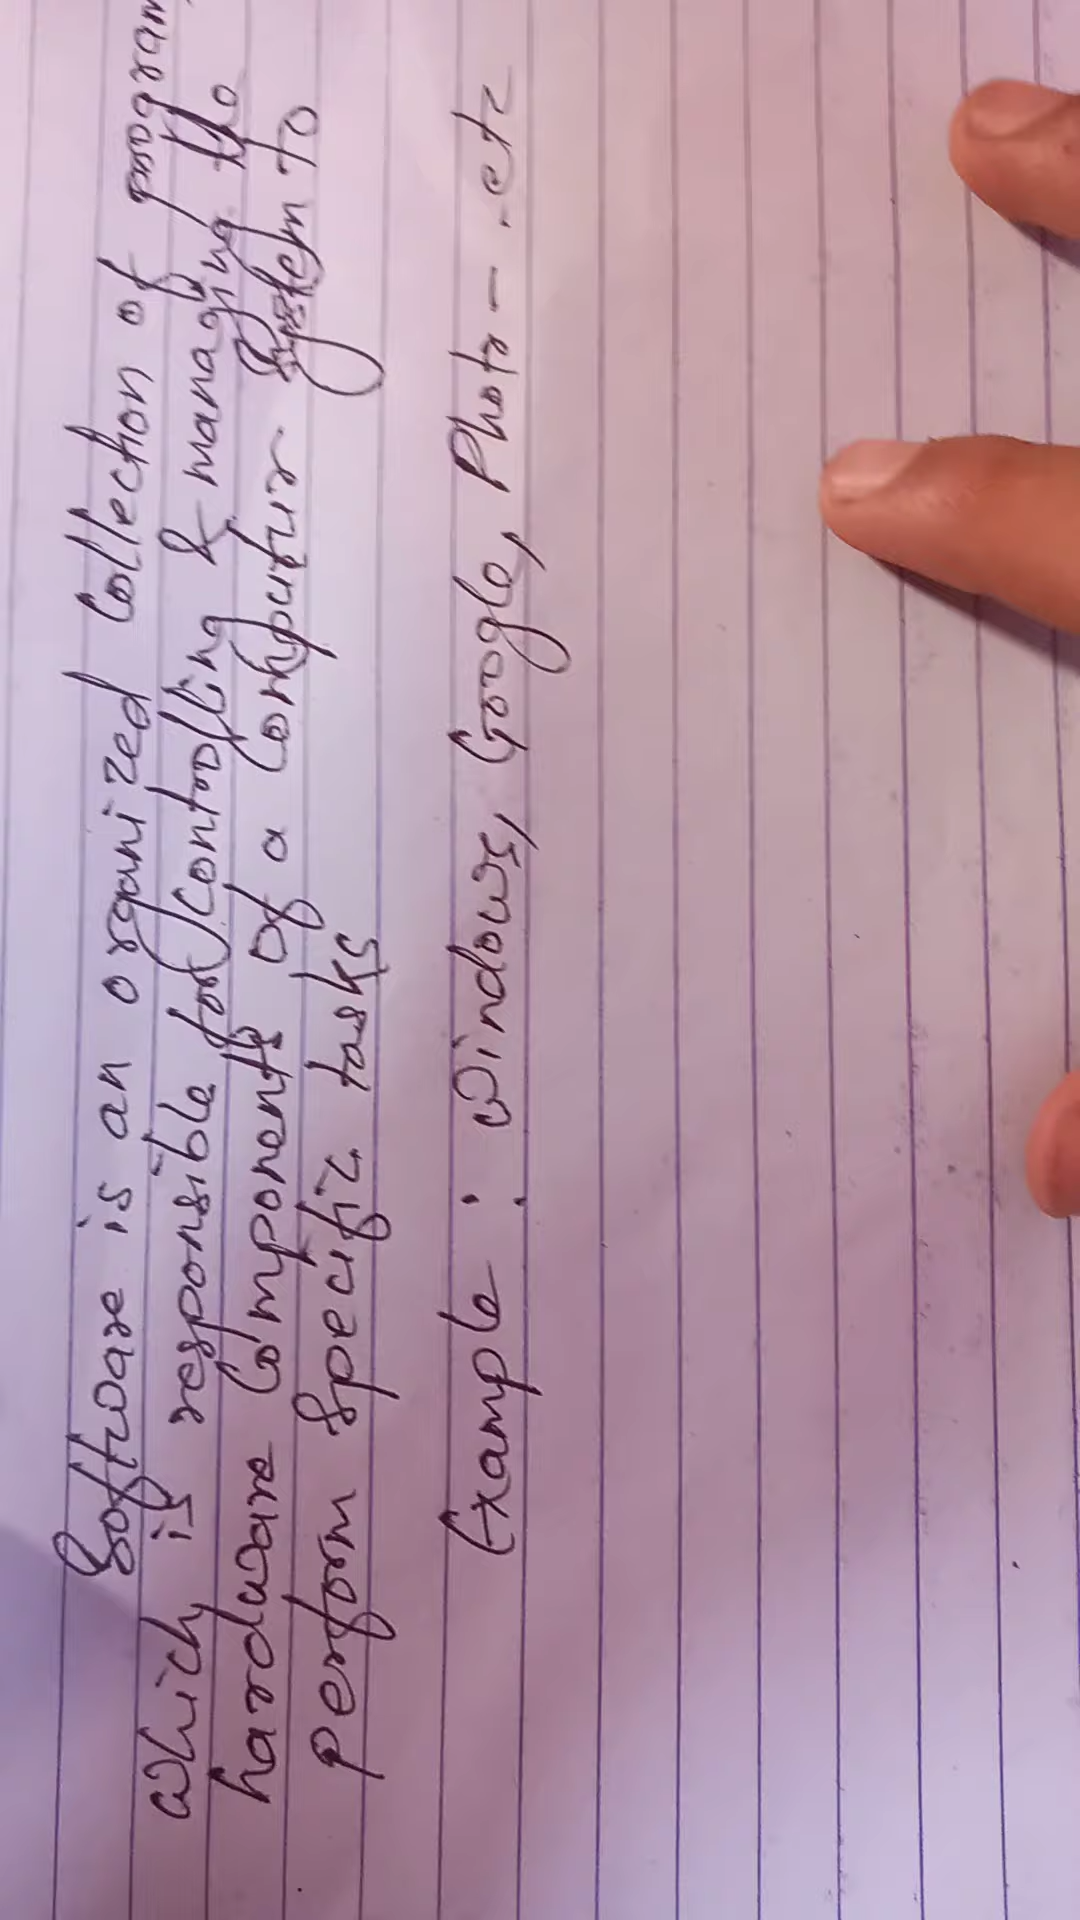 Software is an organized collection of program
which is responsible for controlling & managing the
hardware components of a computer system to
perform specific tasks
Example : Windows, Google, Photo - . etc